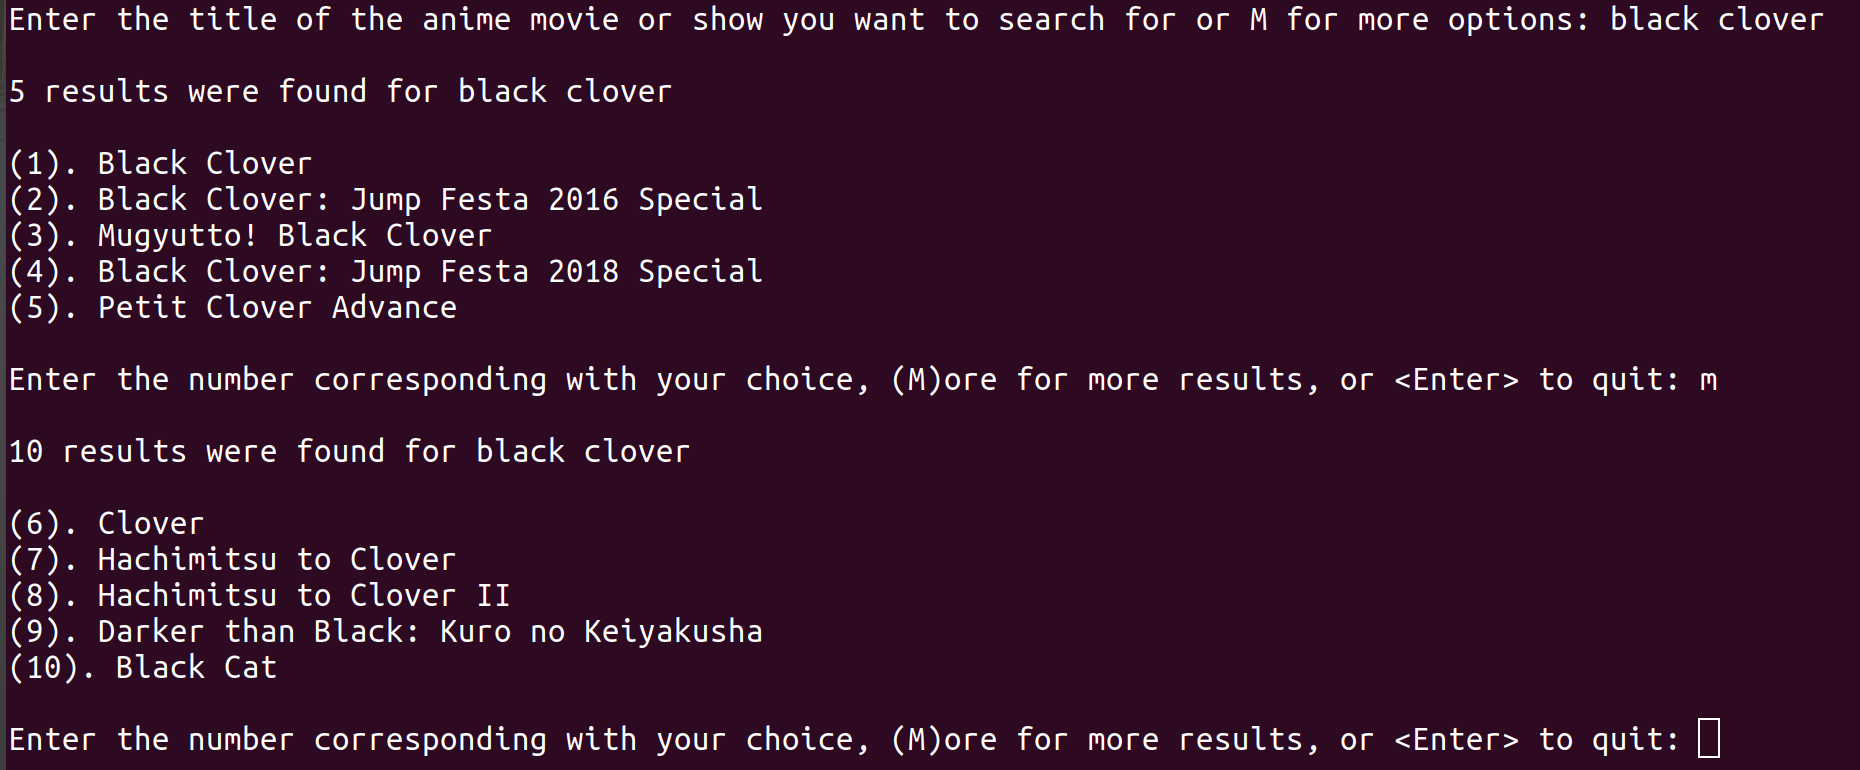 Enter the title of the anime movie or show you want to search for or M for more options: black clover
5 results were found for black clover
(1). Black Clover
(2). Black Clover: Jump Festa 2016 Special
(3). Mugyutto! Black Clover
(4). Black Clover: Jump Festa 2018 Special
(5). Petit Clover Advance
Enter the number corresponding with your choice, (M)ore for more results, or <Enter> to quit: m
10 results were found for black clover
(6). Clover
(7). Hachimitsu to Clover
(8). Hachimitsu to Clover II
(9). Darker than Black: Kuro no Keiyakusha
(10). Black Cat
Enter the number corresponding with your choice, (M)ore for more results, or <Enter> to quit: